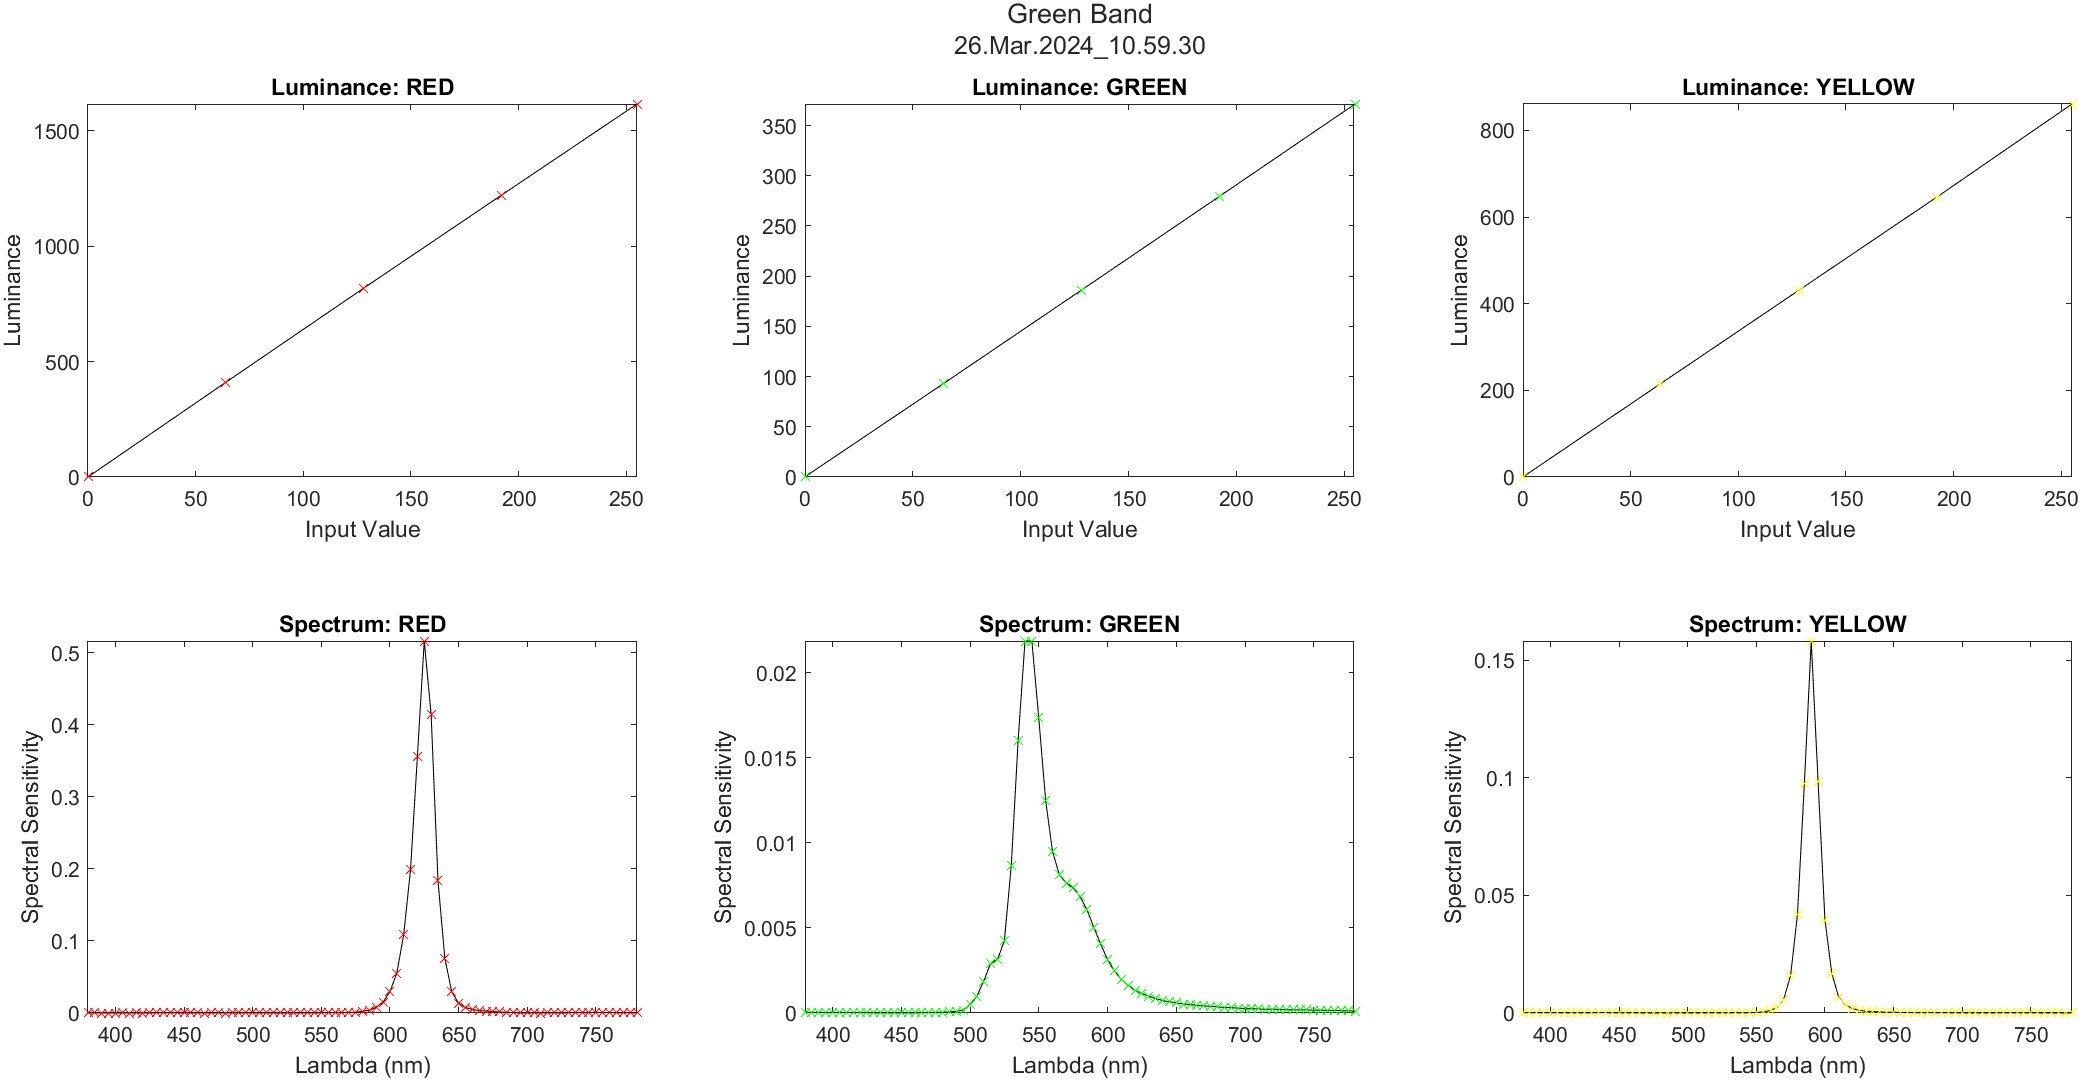 Green Band
26.Mar.2024_10.59.30
Luminance: RED
Luminance
1500
1000
500
0
0 50 100 150 200 250
Input Value
Luminance: GREEN
Luminance
350
300
250
200
150
100
50
0
0 50 100 150 200 250
Input Value
Luminance: YELLOW
Luminance
800
600
400
200
0
0 50 100 150 200 250
Input Value
Spectrum: RED
Spectral Sensitivity
0.5
0.4
0.3
0.2
0.1
0
400 450 500 550 600 650 700 750
Lambda (nm)
Spectrum: GREEN
Spectral Sensitivity
0.02
0.015
0.01
0.005
0
400 450 500 550 600 650 700 750
Lambda (nm)
Spectrum: YELLOW
Spectral Sensitivity
0.15
0.1
0.05
0
400 450 500 550 600 650 700 750
Lambda (nm)